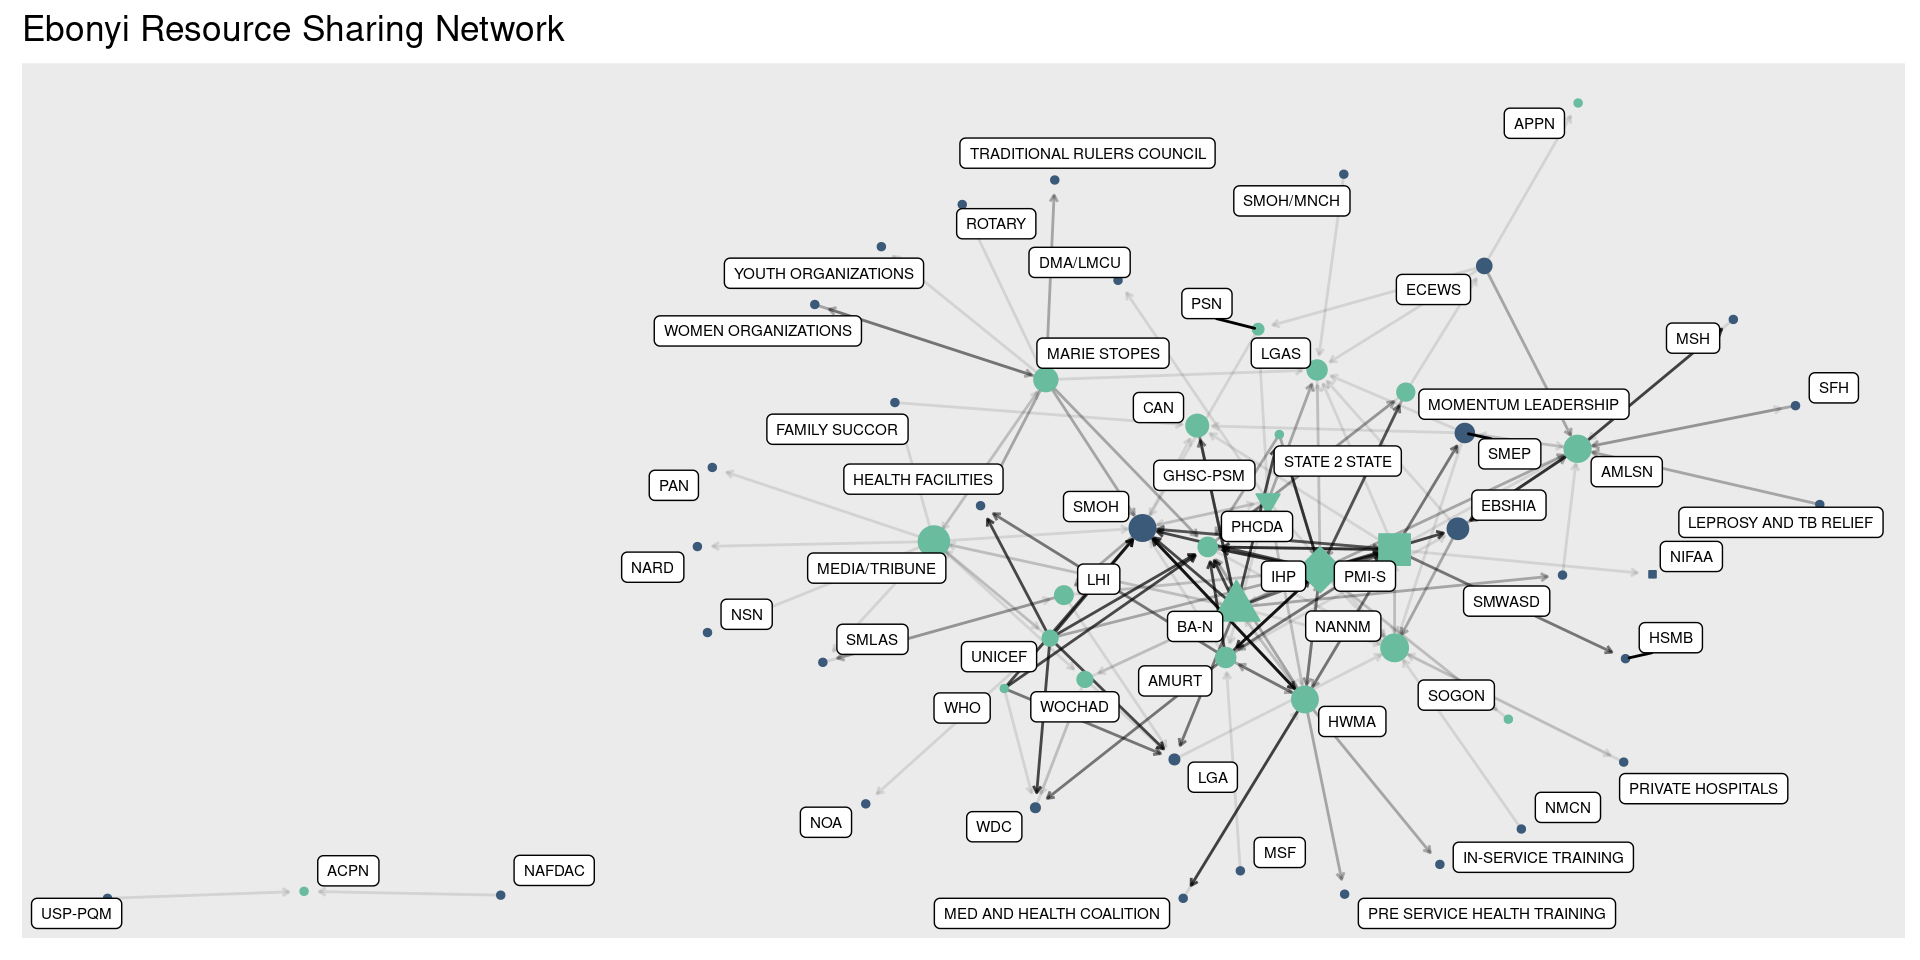 Ebonyi Resource Sharing Network
APPN
TRADITIONAL RULERS COUNCIL
SMOH/MNCH
ROTARY
DMA/LMCU
YOUTH ORGANIZATIONS
ECEWS
PSN
WOMEN ORGANIZATIONS
MSH
MARIE STOPES
LGAS
SFH
CAN
MOMENTUM LEADERSHIP
FAMILY SUCCOR
SMEP
STATE 2 STATE
AMLSN
GHSC-PSM
HEALTH FACILITIES
PAN
SMOH
EBSHIA
LEPROSY AND TB RELIEF
PHCDA
NIFAA
NARD
MEDIA/TRIBUNE
LHI
IHP
PMI-S
SMWASD
NSN
BA-N
NANNM
SMLAS
HSMB
UNICEF
AMURT
SOGON
WHO
WOCHAD
HWMA
LGA
PRIVATE HOSPITALS
NMCN
NOA
WDC
MSF
IN-SERVICE TRAINING
ACPN
NAFDAC
USP-PQM
MED AND HEALTH COALITION
PRE SERVICE HEALTH TRAINING